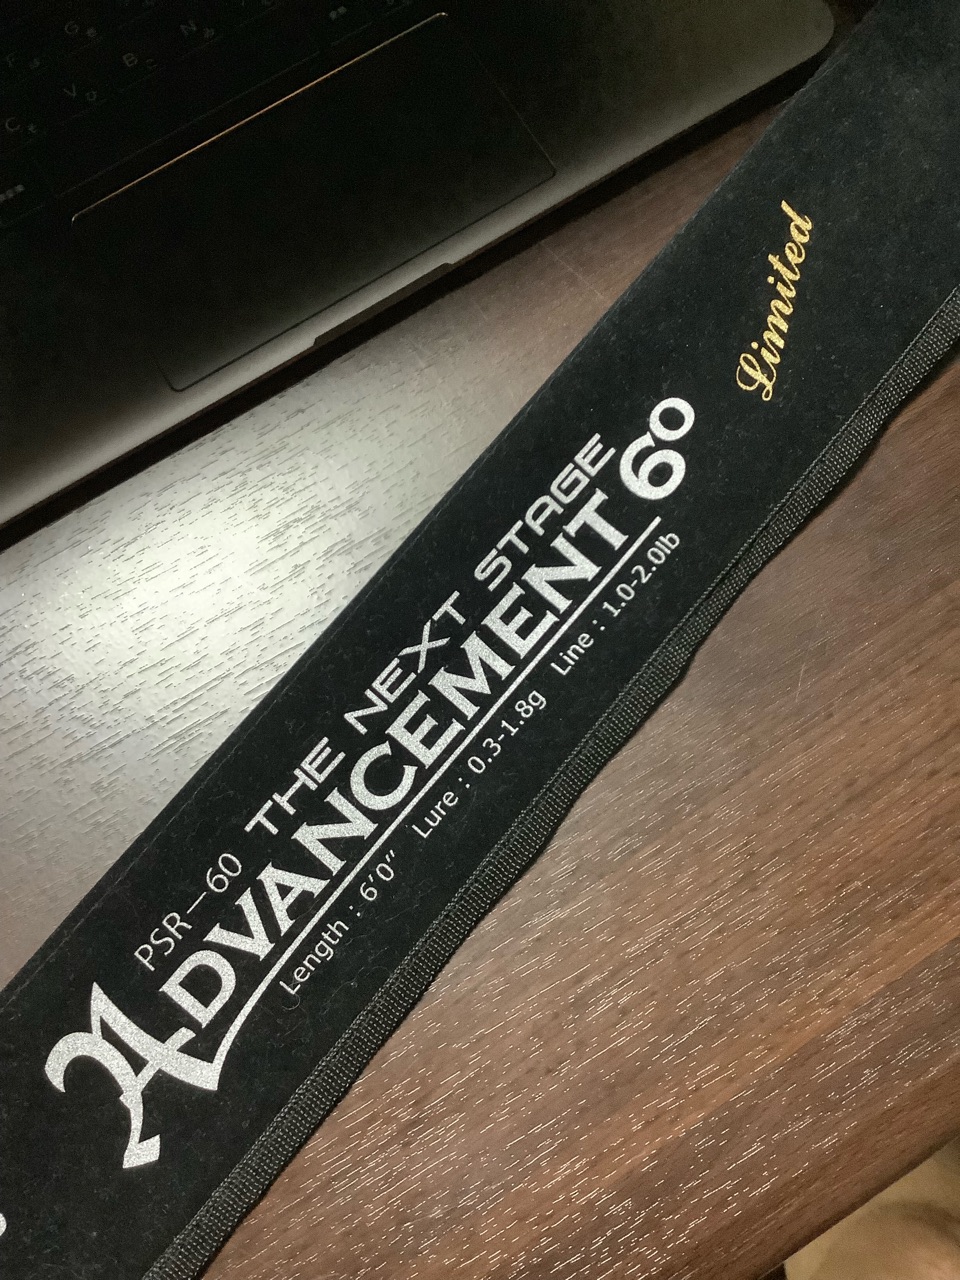 PSR-60 THE NEXT STAGE
ADVANCEMENT 60
Length : 6'0" Lure : 0.3-1.8g Line : 1.0-2.0lb
Limited
G
B
N
V
C